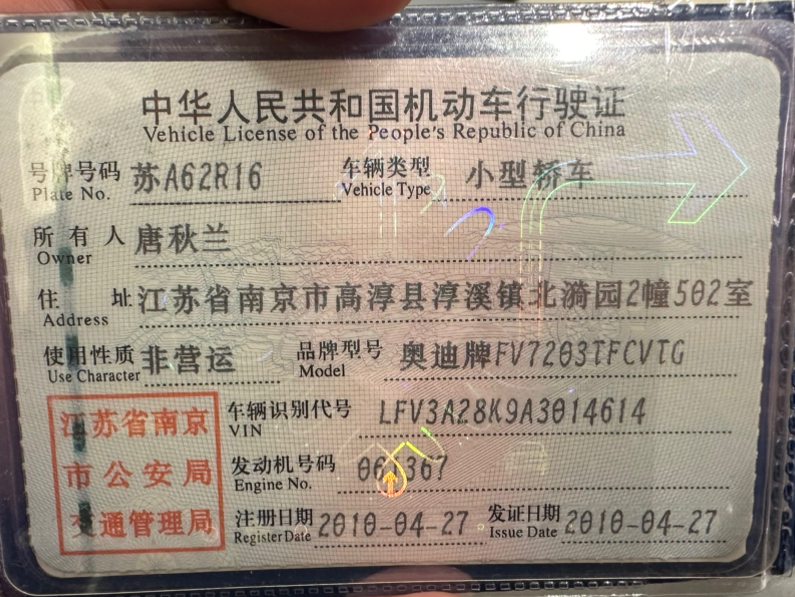 中华人民共和国机动车行驶证
Vehicle License of the People's Republic of China
号牌号码 苏A62R16 车辆类型 小型轿车
Plate No. Vehicle Type
所有人 唐秋兰
Owner
住址 江苏省南京市高淳县淳溪镇北漪园2幢502室
Address
使用性质 非营运 品牌型号 奥迪牌FV7203TFCVTG
Use Character Model
江苏省南京
市公安局
交通管理局
车辆识别代号 LFV3A28K9A3014614
VIN
发动机号码 061367
Engine No.
注册日期 2010-04-27 发证日期 2010-04-27
Register Date Issue Date